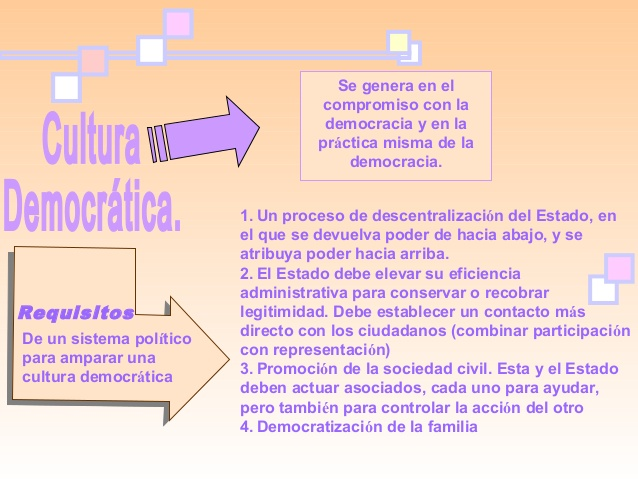 Cultura
Democrática.
Se genera en el
compromiso con la
democracia y en la
práctica misma de la
democracia.
Requisitos
De un sistema político
para amparar una
cultura democrática
1. Un proceso de descentralización del Estado, en
el que se devuelva poder de hacia abajo, y se
atribuya poder hacia arriba.
2. El Estado debe elevar su eficiencia
administrativa para conservar o recobrar
legitimidad. Debe establecer un contacto más
directo con los ciudadanos (combinar participación
con representación)
3. Promoción de la sociedad civil. Esta y el Estado
deben actuar asociados, cada uno para ayudar,
pero también para controlar la acción del otro
4. Democratización de la familia